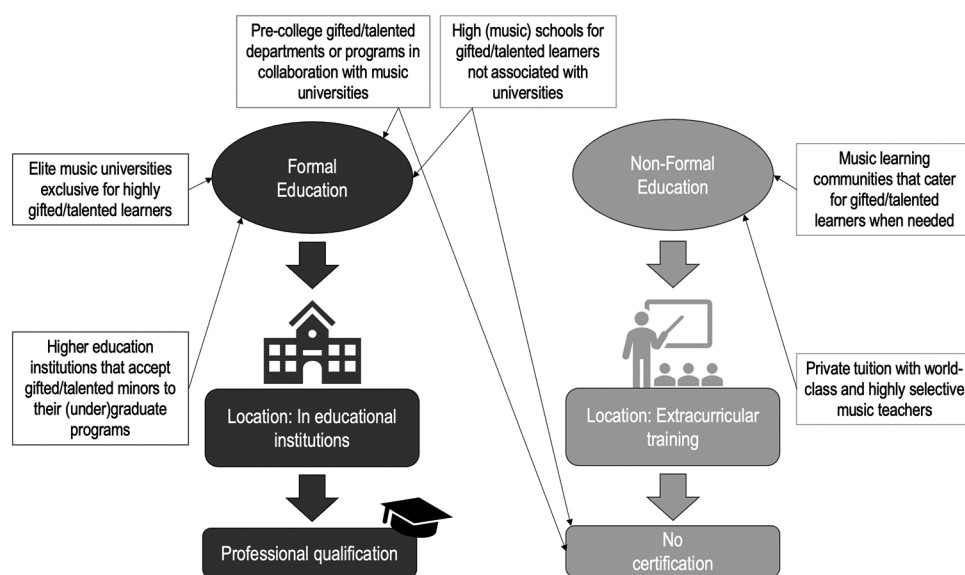 Pre-college gifted/talented
departments or programs in
collaboration with music
universities
High (music) schools for
gifted/talented learners
not associated with
universities
Elite music universities
exclusive for highly
gifted/talented learners
Formal
Education
Non-Formal
Education
Music learning
communities that cater
for gifted/talented
learners when needed
Higher education
institutions that accept
gifted/talented minors to
their (under)graduate
programs
Location: In educational
institutions
Location: Extracurricular
training
Private tuition with world-
class and highly selective
music teachers
Professional qualification
No
certification